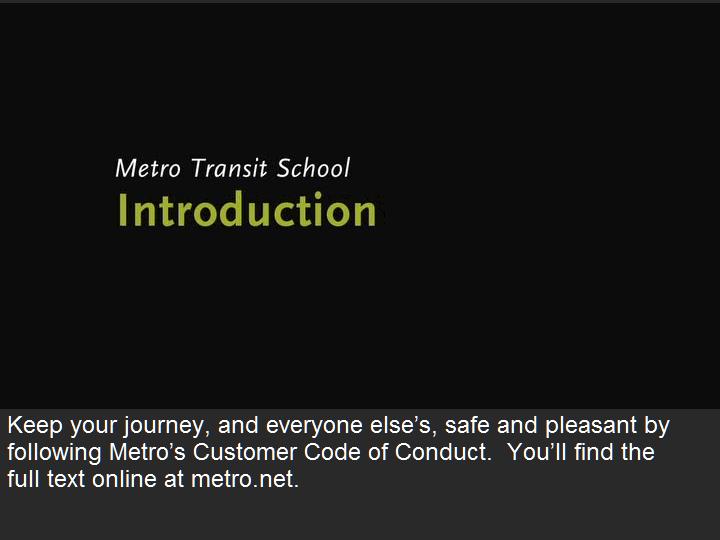 Metro Transit School
Introduction
Keep your journey, and everyone else’s, safe and pleasant by
following Metro’s Customer Code of Conduct.  You’ll find the
full text online at metro.net.